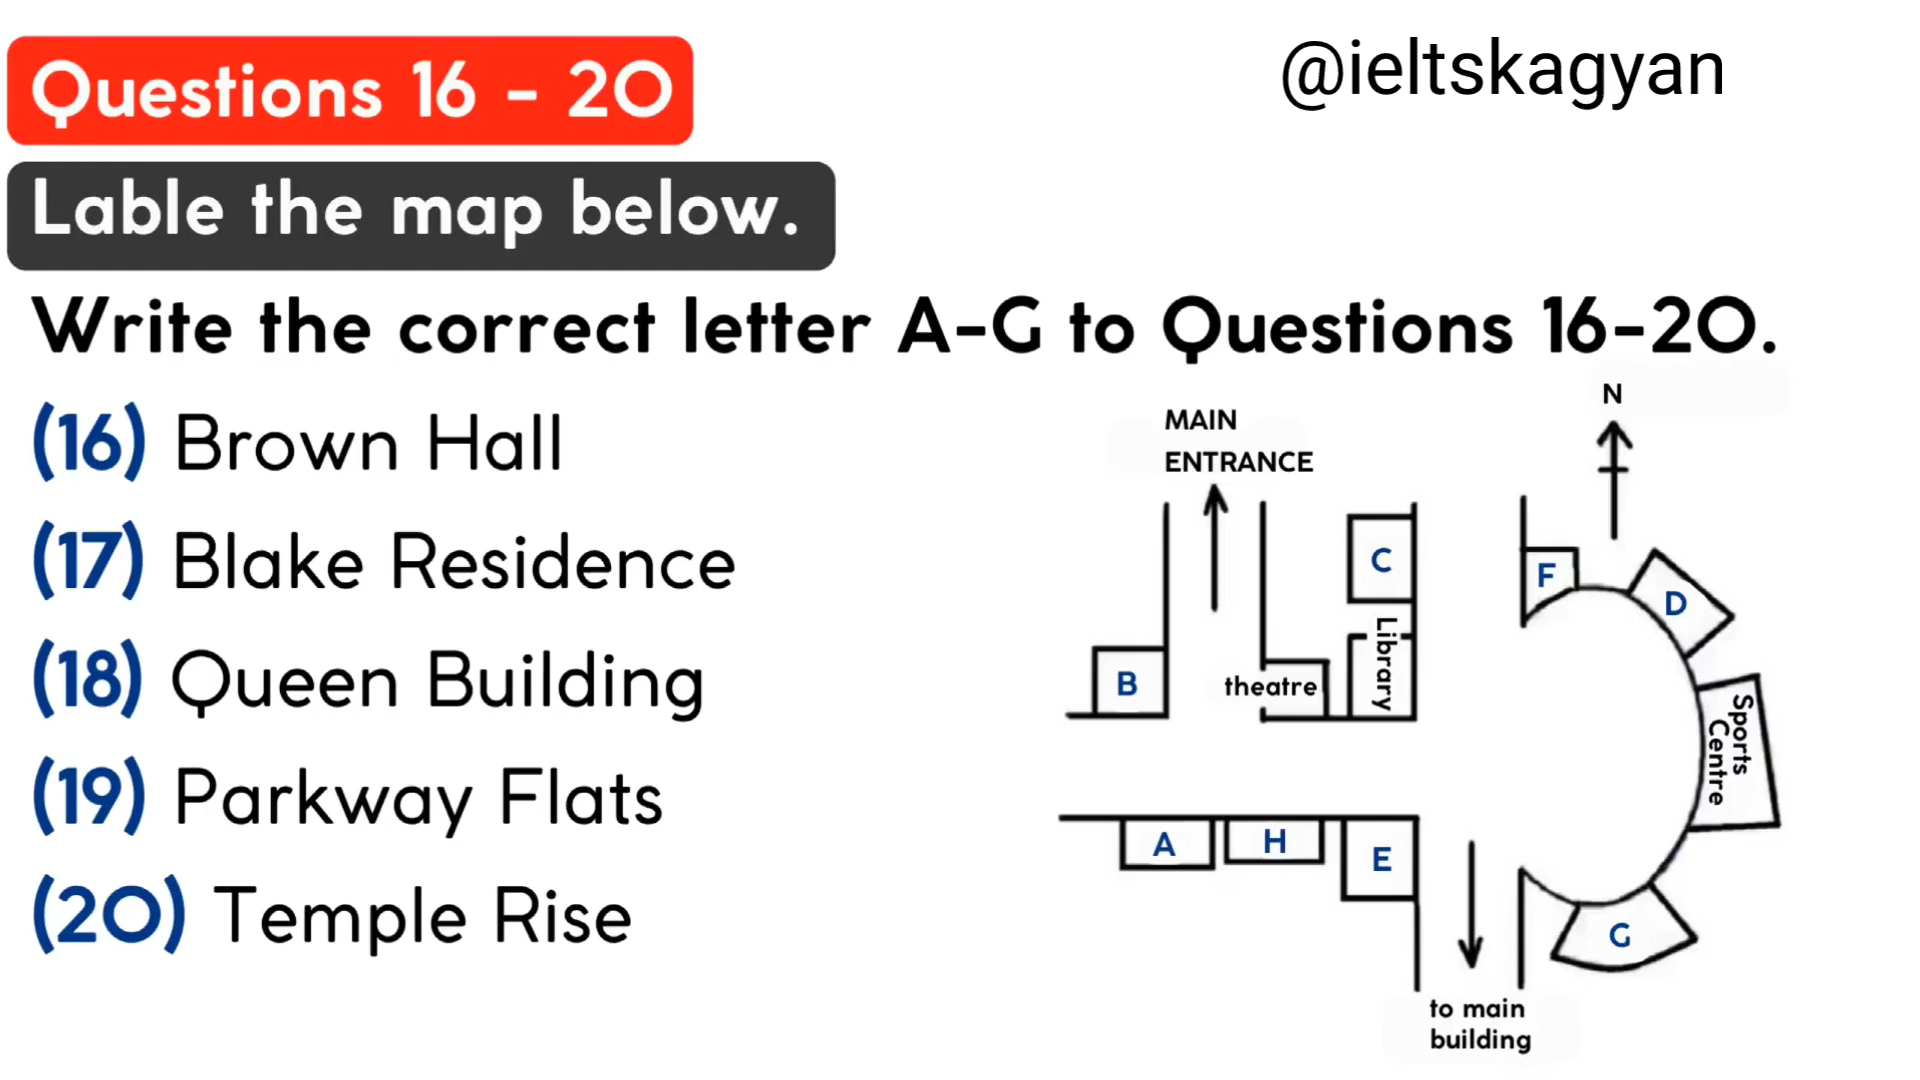 Questions 16 - 20
@ieltskagyan
Lable the map below.
Write the correct letter A-G to Questions 16-20.
(16) Brown Hall
(17) Blake Residence
(18) Queen Building
(19) Parkway Flats
(20) Temple Rise
N
MAIN
ENTRANCE
C
F
D
Library
B
theatre
Sports
Centre
A
H
E
G
to main
building